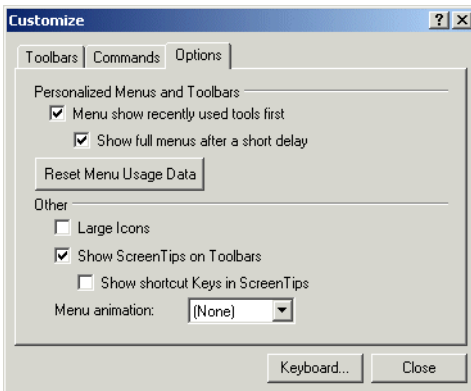 Customize
Toolbars Commands Options
Personalized Menus and Toolbars
Menu show recently used tools first
Show full menus after a short delay
Reset Menu Usage Data
Other
Large Icons
Show ScreenTips on Toolbars
Show shortcut Keys in ScreenTips
Menu animation: (None)
Keyboard... Close